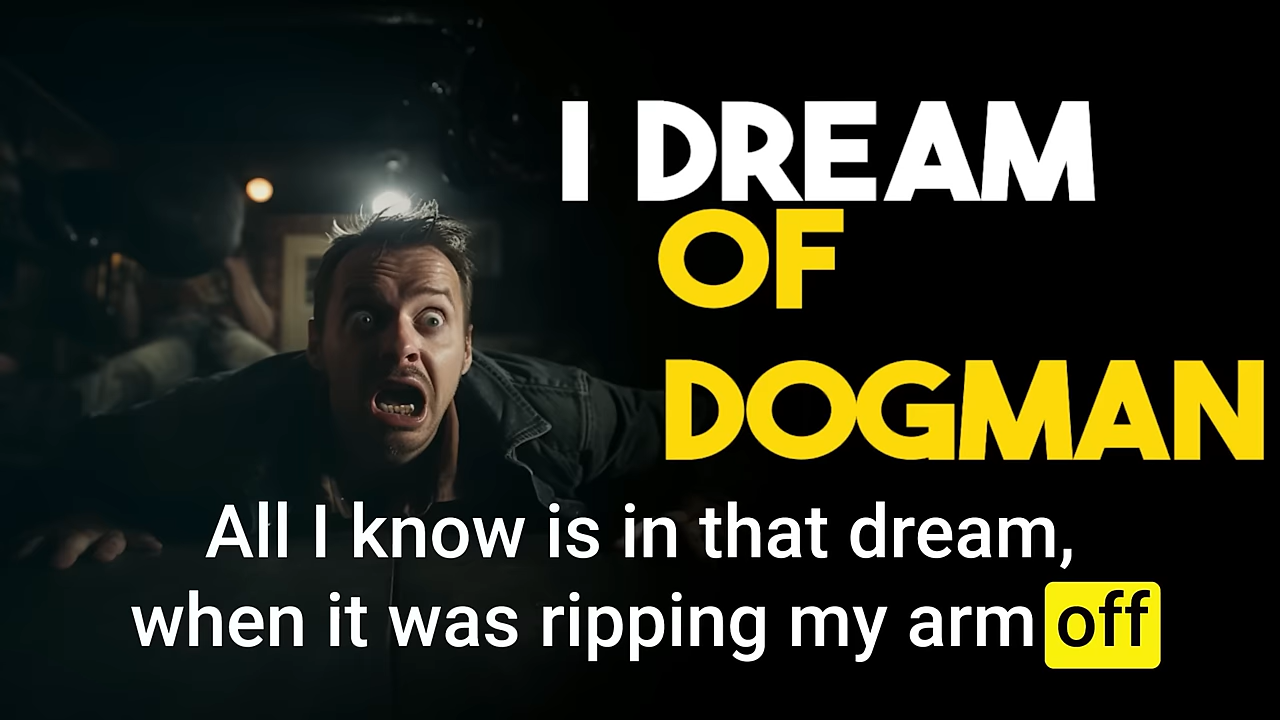 I DREAM
OF
DOGMAN
All I know is in that dream,
when it was ripping my arm off